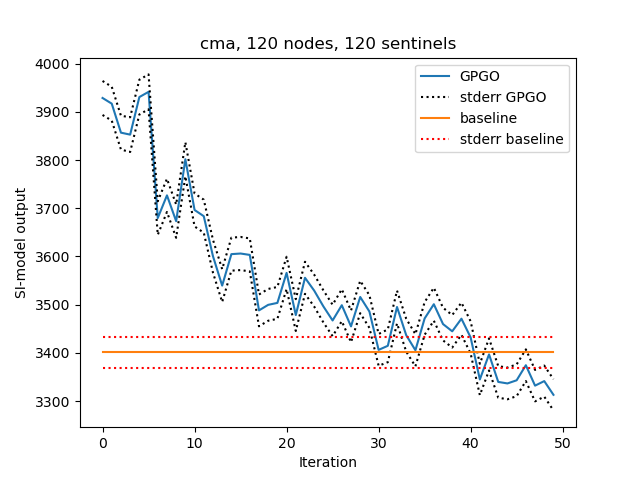 cma, 120 nodes, 120 sentinels
GPGO
stderr GPGO
baseline
stderr baseline
SI-model output
4000
3900
3800
3700
3600
3500
3400
3300
0 10 20 30 40 50
Iteration